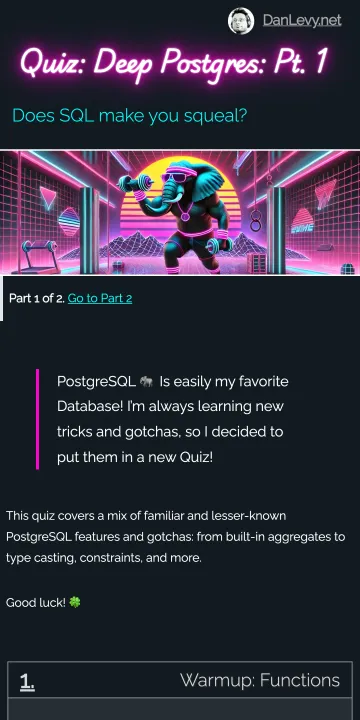 DanLevy.net
Quiz: Deep Postgres: Pt. 1
Does SQL make you squeal?
Part 1 of 2. Go to Part 2
PostgreSQL 🐘 Is easily my favorite
Database! I'm always learning new
tricks and gotchas, so I decided to
put them in a new Quiz!
This quiz covers a mix of familiar and lesser-known
PostgreSQL features and gotchas: from built-in aggregates to
type casting, constraints, and more.
Good luck! 🍀
1.
Warmup: Functions